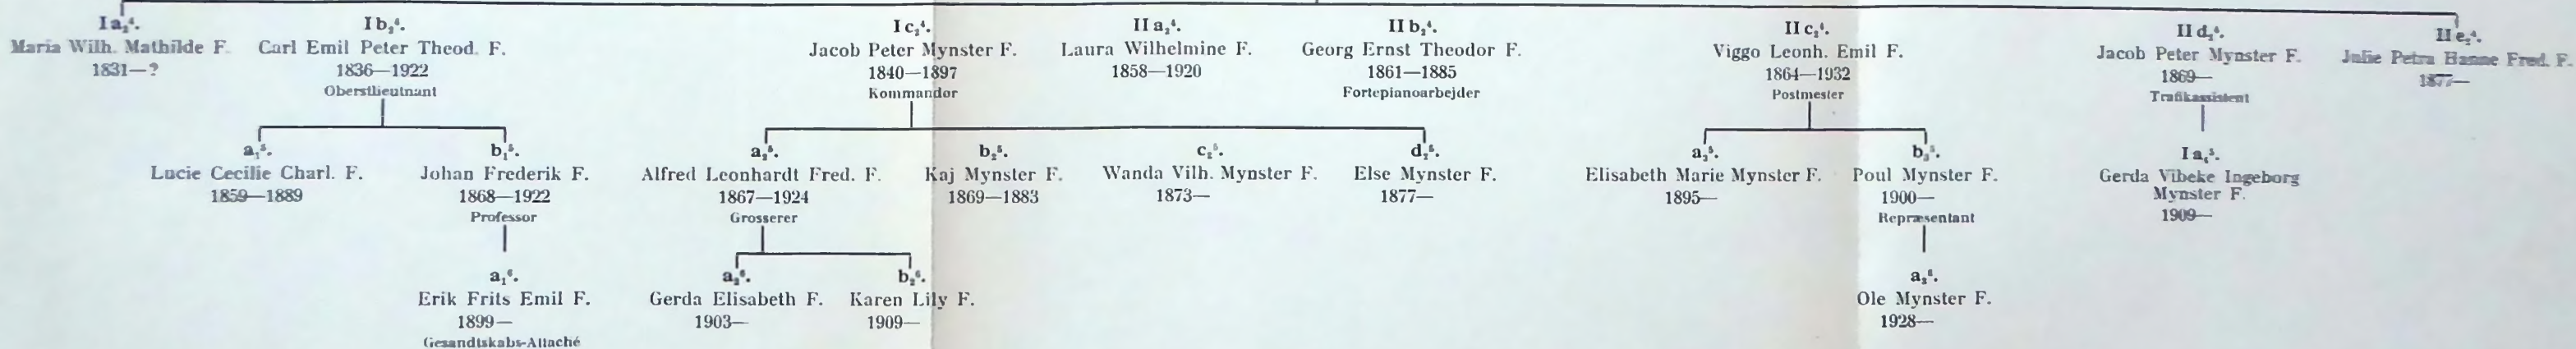 I a₂⁴. I b₂⁴. I c₂⁴. II a₂⁴. II b₂⁴. II c₂⁴. II d₂⁴. II e₂⁴.
Maria Wilh. Mathilde F. Carl Emil Peter Theod. F. Jacob Peter Mynster F. Laura Wilhelmine F. Georg Ernst Theodor F. Viggo Leonh. Emil F. Jacob Peter Mynster F. Julie Petra Hanne Fred. F.
1831—? 1836—1922 1840—1897 1858—1920 1861—1885 1864—1932 1869— 1877—
Oberstlieutnant Kommandør Fortepianoarbejder Postmester Trafikassistent
a₁⁵. b₁⁵. a₂⁵. b₂⁵. c₂⁵. d₂⁵. a₃⁵. b₃⁵. I a₄⁵.
Lucie Cecilie Charl. F. Johan Frederik F. Alfred Leonhardt Fred. F. Kaj Mynster F. Wanda Vilh. Mynster F. Else Mynster F. Elisabeth Marie Mynster F. Poul Mynster F. Gerda Vibeke Ingeborg
Mynster F.
1859—1889 1868—1922 1867—1924 1869—1883 1873— 1877— 1895— 1900— 1909—
Professor Grosserer Repræsentant
a₁⁶. a₂⁶. b₂⁶. a₃⁶.
Erik Frits Emil F. Gerda Elisabeth F. Karen Lily F. Ole Mynster F.
1899— 1903— 1909— 1928—
Gesandtskabs-Attaché